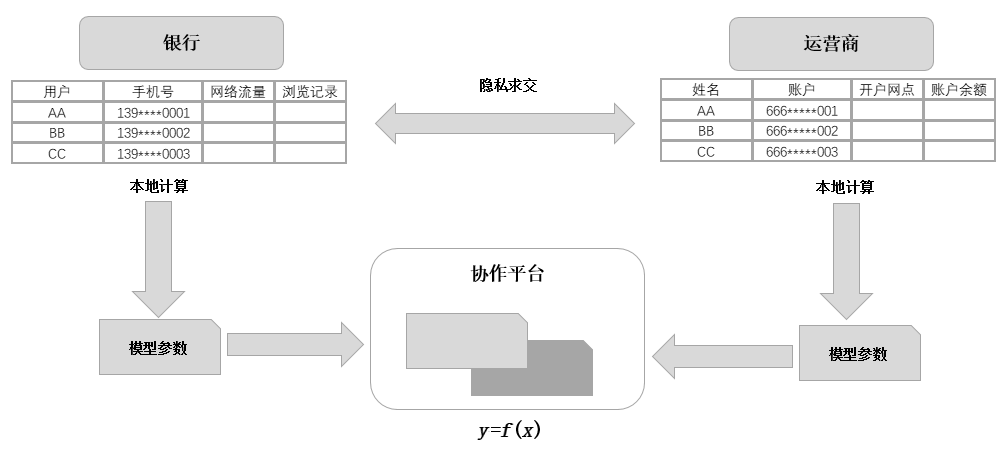 银行
运营商
用户 手机号 网络流量 浏览记录
AA 139****0001
BB 139****0002
CC 139****0003
隐私求交
姓名 账户 开户网点 账户余额
AA 666*****001
BB 666*****002
CC 666*****003
本地计算
本地计算
协作平台
模型参数
模型参数
y=f(x)